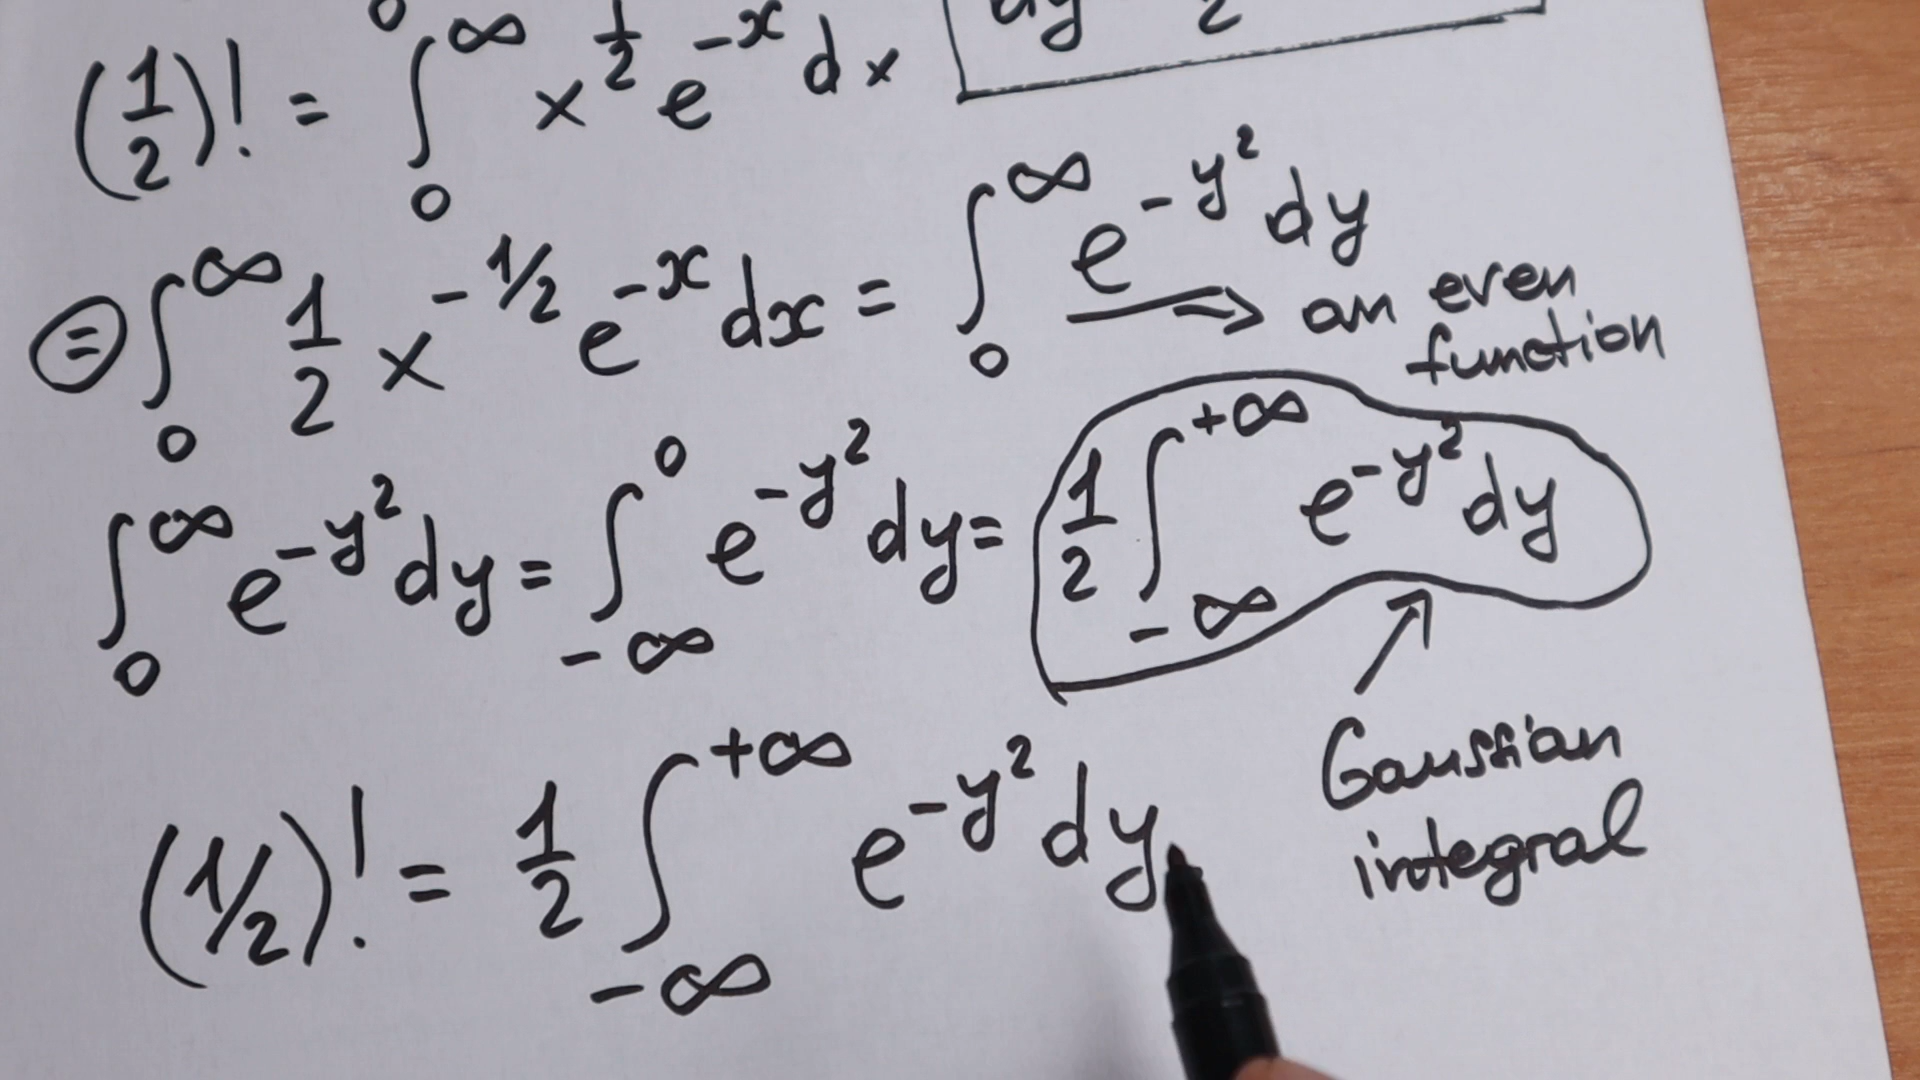 (1/2)! = ∫₀^∞ x^{1/2} e^{-x} dx
⊜ ∫₀^∞ 1/2 x^{-1/2} e^{-x} dx = ∫₀^∞ e^{-y²} dy
an even
function
∫₀^∞ e^{-y²} dy = ∫_{-∞}^0 e^{-y²} dy = 1/2 ∫_{-∞}^{+∞} e^{-y²} dy
Gaussian
integral
(1/2)! = 1/2 ∫_{-∞}^{+∞} e^{-y²} dy